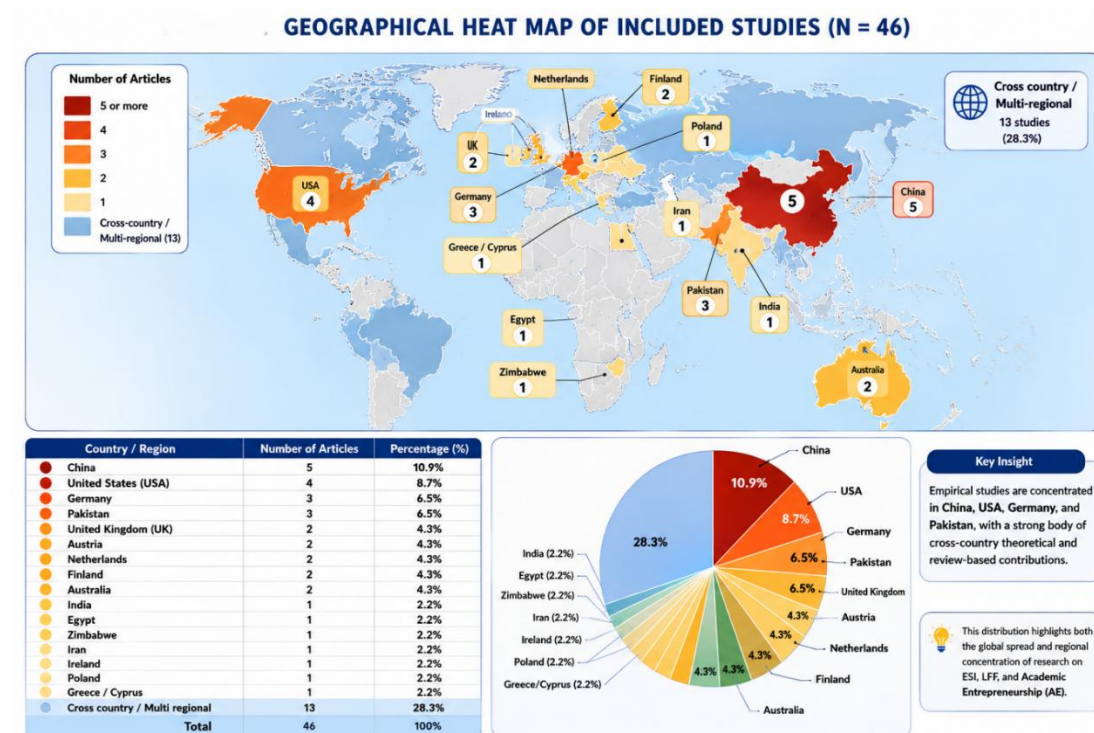 GEOGRAPHICAL HEAT MAP OF INCLUDED STUDIES (N = 46)
Number of Articles
5 or more
4
3
2
1
Cross-country /
Multi-regional (13)
Netherlands
Finland
2
Cross country /
Multi-regional
13 studies
(28.3%)
Ireland
UK
2
Poland
1
USA
4
Germany
3
Iran
1
5
China
5
Greece / Cyprus
1
Pakistan
3
India
1
Egypt
1
Zimbabwe
1
Australia
2
Country / Region Number of Articles Percentage (%)
China 5 10.9%
United States (USA) 4 8.7%
Germany 3 6.5%
Pakistan 3 6.5%
United Kingdom (UK) 2 4.3%
Austria 2 4.3%
Netherlands 2 4.3%
Finland 2 4.3%
Australia 2 4.3%
India 1 2.2%
Egypt 1 2.2%
Zimbabwe 1 2.2%
Iran 1 2.2%
Ireland 1 2.2%
Poland 1 2.2%
Greece / Cyprus 1 2.2%
Cross country / Multi regional 13 28.3%
Total 46 100%
China
10.9%
USA
8.7%
Germany
6.5%
Pakistan
6.5%
United Kingdom
4.3%
Austria
4.3%
Netherlands
4.3%
Finland
4.3%
Australia
4.3%
28.3%
India (2.2%)
Egypt (2.2%)
Zimbabwe (2.2%)
Iran (2.2%)
Ireland (2.2%)
Poland (2.2%)
Greece/Cyprus (2.2%)
Key Insight
Empirical studies are concentrated
in China, USA, Germany, and
Pakistan, with a strong body of
cross-country theoretical and
review-based contributions.
This distribution highlights both
the global spread and regional
concentration of research on
ESI, LFF, and Academic
Entrepreneurship (AE).